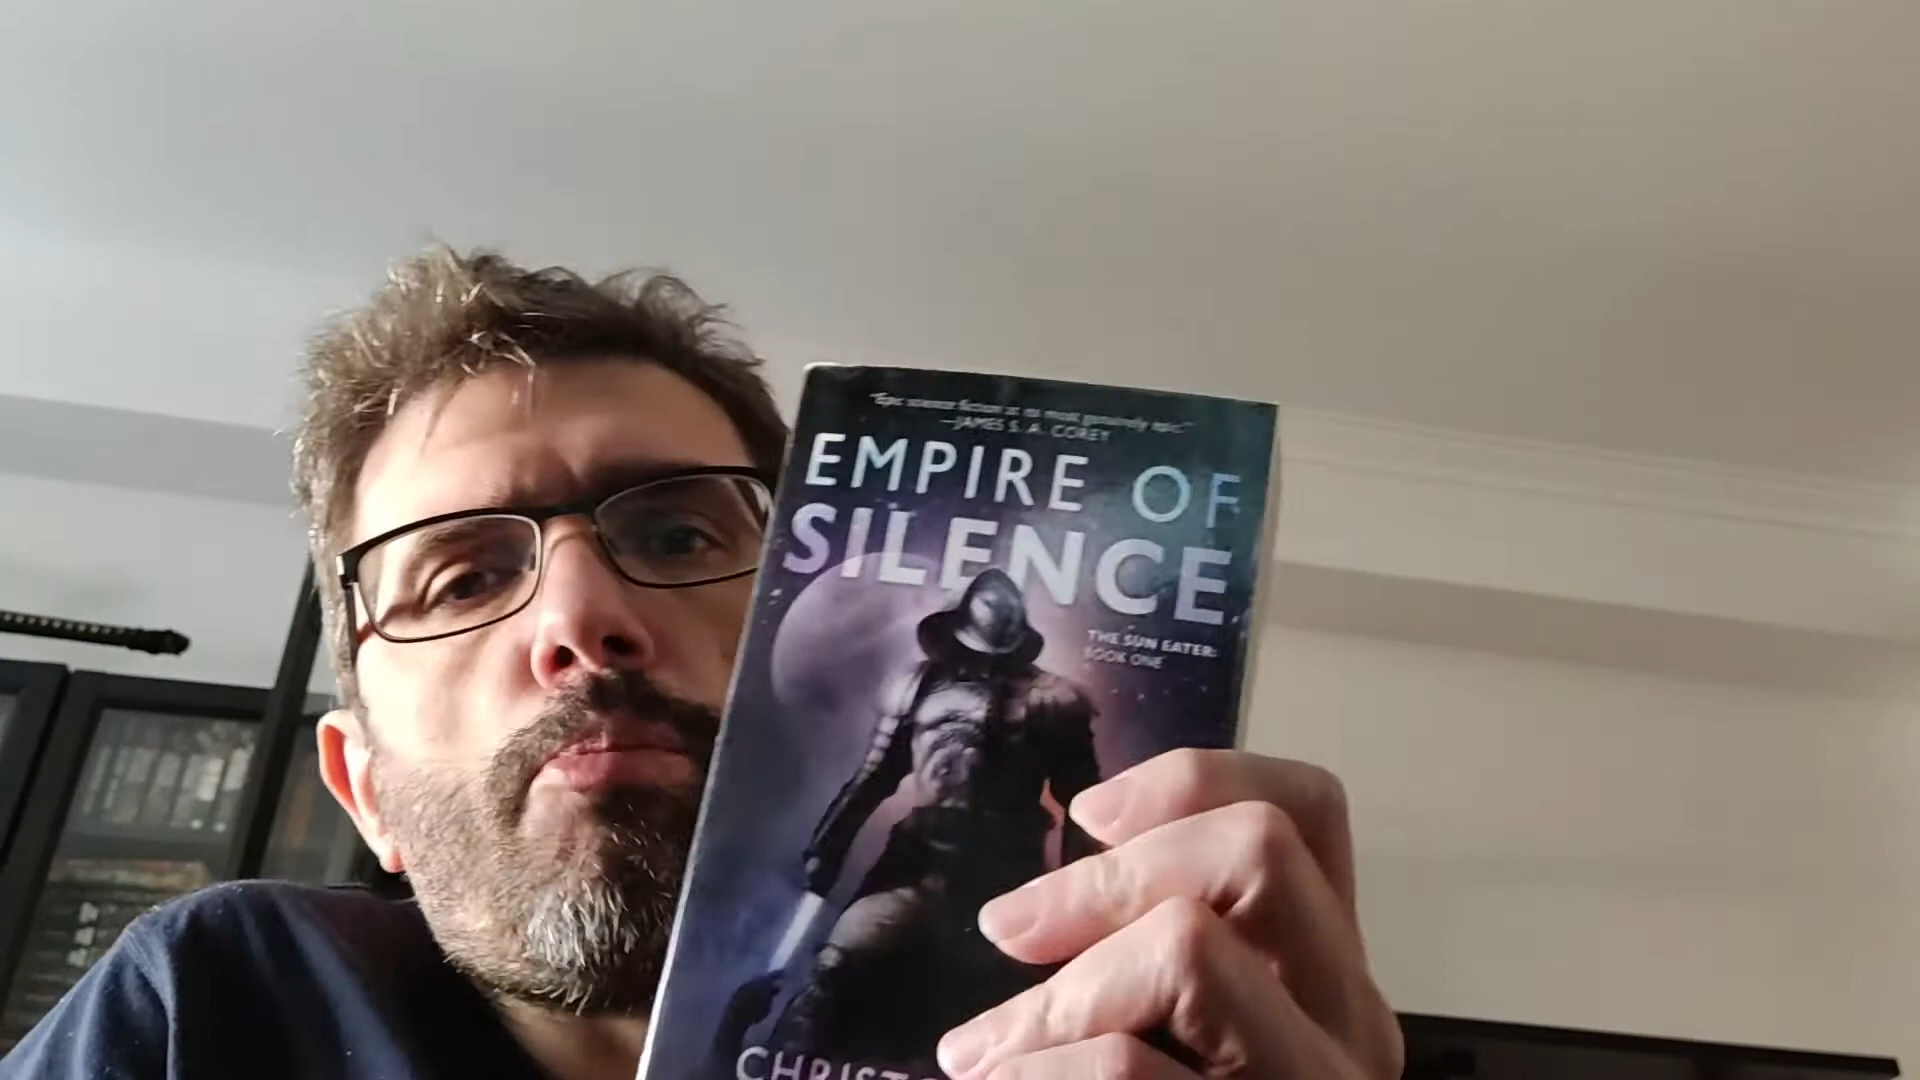 "Epic science fiction at its most genuinely epic."
—JAMES S. A. COREY
EMPIRE OF
SILENCE
THE SUN EATER:
BOOK ONE